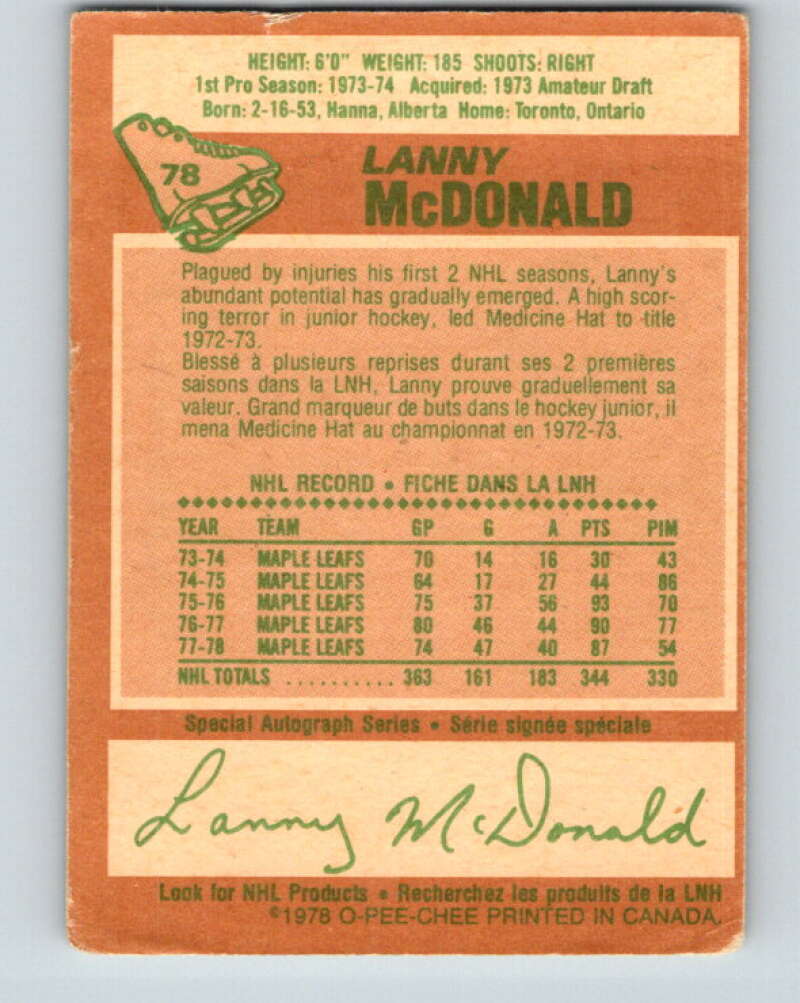 HEIGHT: 6'0" WEIGHT: 185 SHOOTS: RIGHT
1st Pro Season: 1973-74 Acquired: 1973 Amateur Draft
Born: 2-16-53, Hanna, Alberta Home: Toronto, Ontario
78
LANNY
McDONALD
Plagued by injuries his first 2 NHL seasons, Lanny's
abundant potential has gradually emerged. A high scor-
ing terror in junior hockey, led Medicine Hat to title
1972-73.
Blessé à plusieurs reprises durant ses 2 premières
saisons dans la LNH, Lanny prouve graduellement sa
valeur. Grand marqueur de buts dans le hockey junior, il
mena Medicine Hat au championnat en 1972-73.
NHL RECORD • FICHE DANS LA LNH
YEAR TEAM GP G A PTS PIM
73-74 MAPLE LEAFS 70 14 16 30 43
74-75 MAPLE LEAFS 64 17 27 44 86
75-76 MAPLE LEAFS 75 37 56 93 70
76-77 MAPLE LEAFS 80 46 44 90 77
77-78 MAPLE LEAFS 74 47 40 87 54
NHL TOTALS .......... 363 161 183 344 330
Special Autograph Series • Série signée spéciale
Lanny McDonald
Look for NHL Products • Recherchez les produits de la LNH
©1978 O-PEE-CHEE PRINTED IN CANADA.